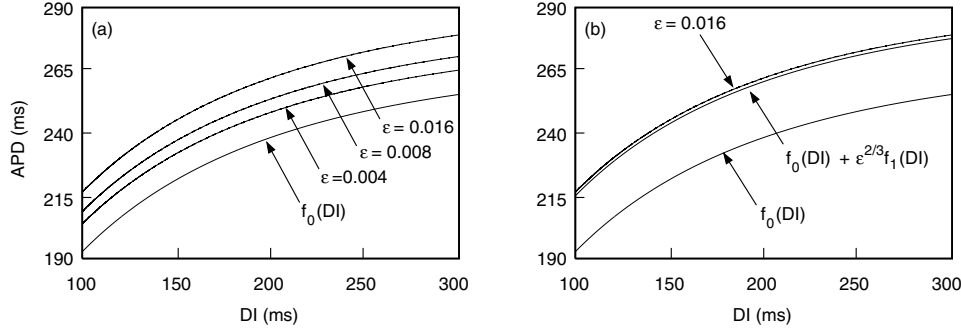 (a)
290
265
240
215
190
APD (ms)
100
150
200
250
300
DI (ms)
ε = 0.016
ε = 0.008
ε =0.004
f₀(DI)
(b)
290
265
240
215
190
100
150
200
250
300
DI (ms)
ε = 0.016
f₀(DI) + ε²ᐟ³f₁(DI)
f₀(DI)